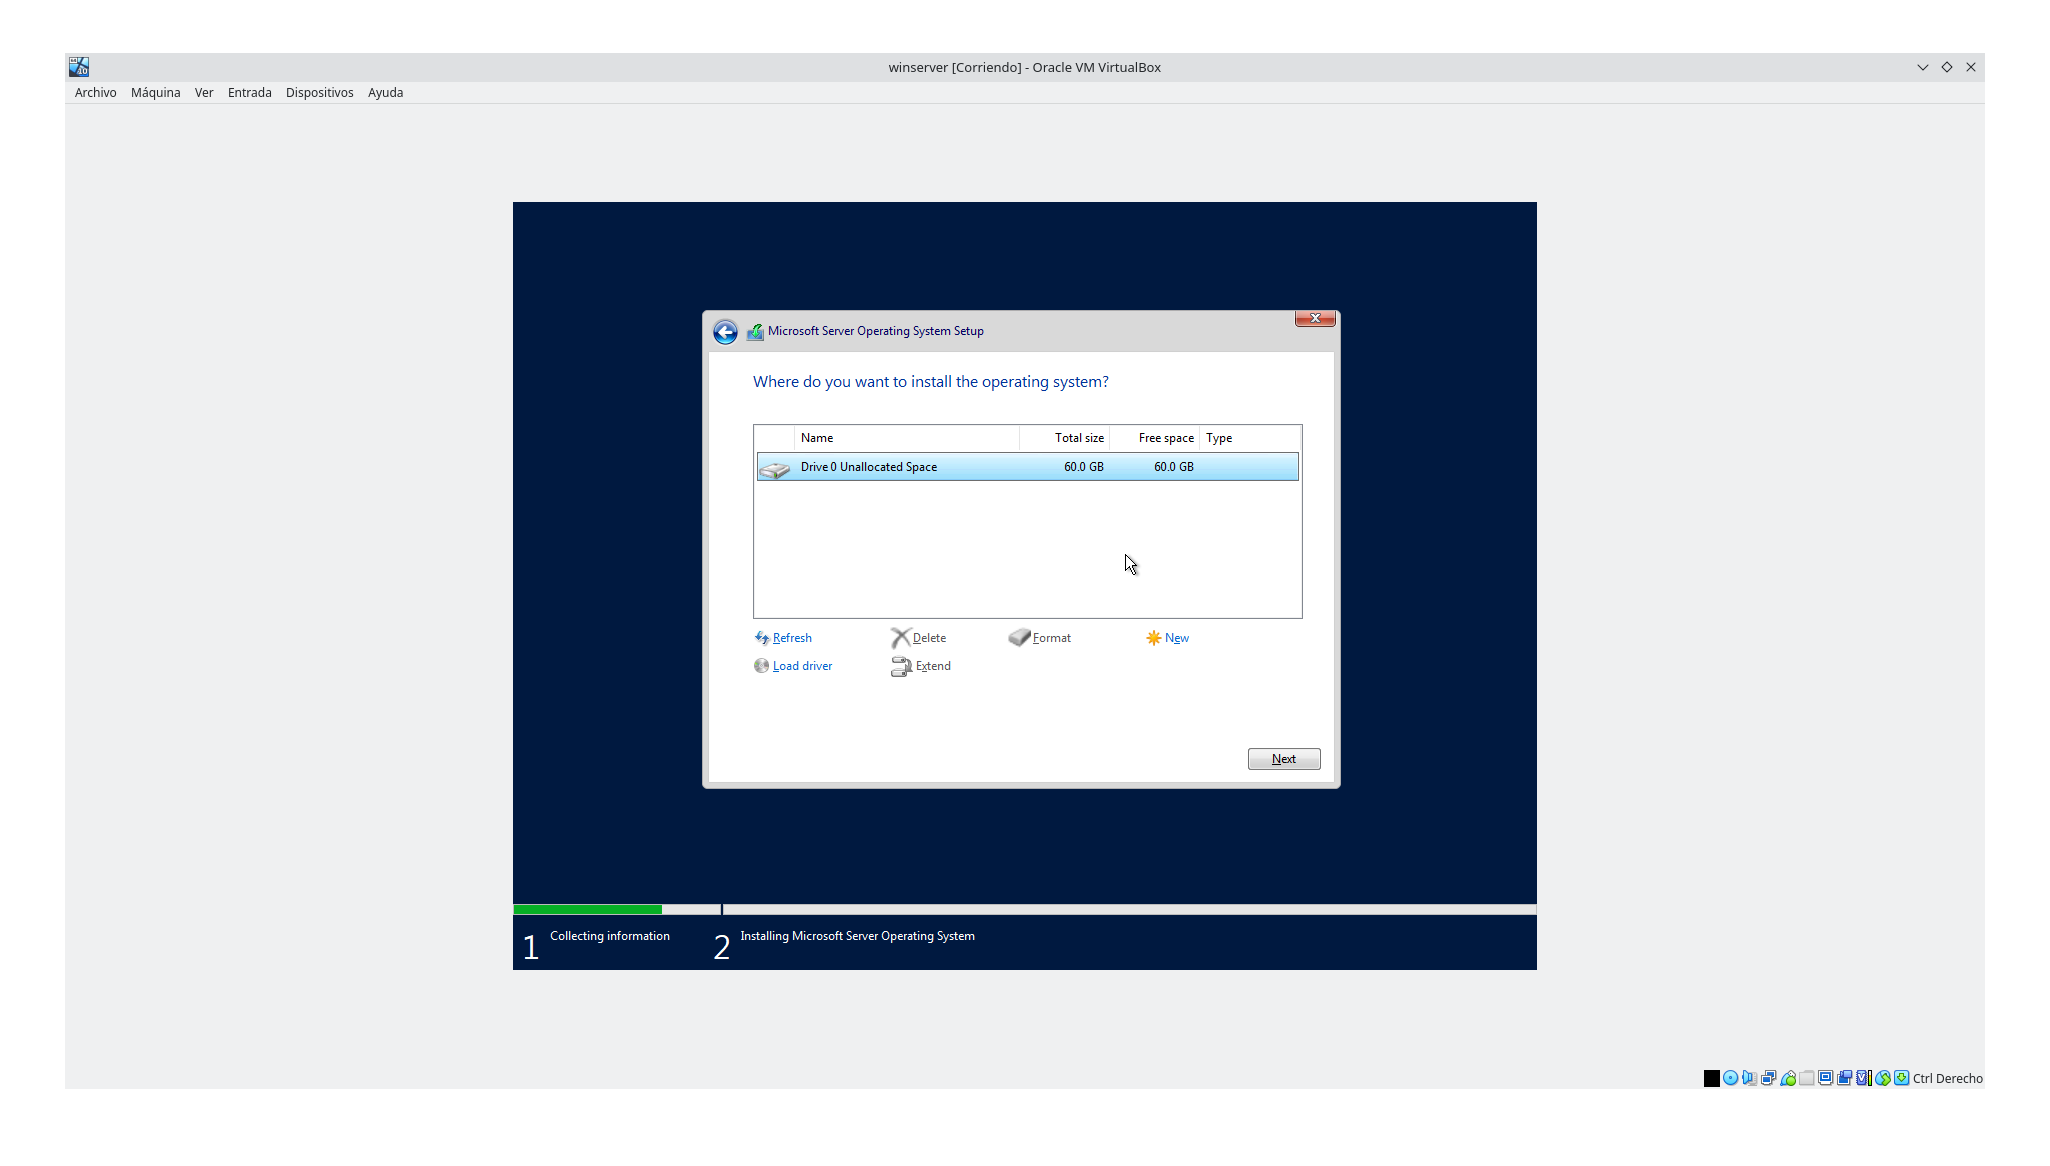 winserver [Corriendo] - Oracle VM VirtualBox
Archivo Máquina Ver Entrada Dispositivos Ayuda
Microsoft Server Operating System Setup
Where do you want to install the operating system?
Name Total size Free space Type
Drive 0 Unallocated Space 60.0 GB 60.0 GB
Refresh Delete Format New
Load driver Extend
Next
1 Collecting information 2 Installing Microsoft Server Operating System
Ctrl Derecho